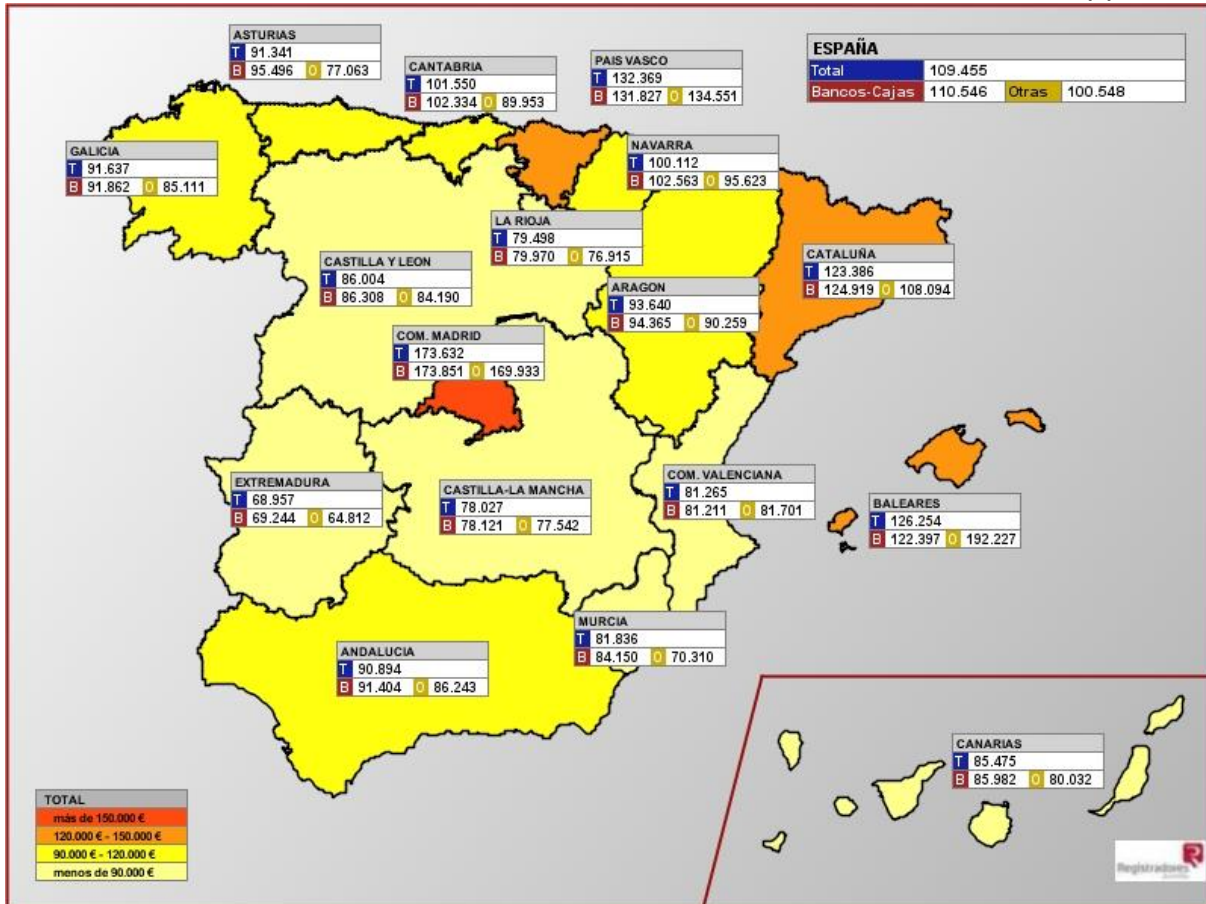 ASTURIAS
T 91.341
B 95.496 O 77.063
CANTABRIA
T 101.550
B 102.334 O 89.953
PAIS VASCO
T 132.369
B 131.827 O 134.551
ESPAÑA
Total 109.455
Bancos-Cajas 110.546 Otras 100.548
GALICIA
T 91.637
B 91.862 O 85.111
NAVARRA
T 100.112
B 102.563 O 95.623
LA RIOJA
T 79.498
B 79.970 O 76.915
CASTILLA Y LEON
T 86.004
B 86.308 O 84.190
CATALUÑA
T 123.386
B 124.919 O 108.094
ARAGON
T 93.640
B 94.365 O 90.259
COM. MADRID
T 173.632
B 173.851 O 169.933
EXTREMADURA
T 68.957
B 69.244 O 64.812
CASTILLA-LA MANCHA
T 78.027
B 78.121 O 77.542
COM. VALENCIANA
T 81.265
B 81.211 O 81.701
BALEARES
T 126.254
B 122.397 O 192.227
MURCIA
T 81.836
B 84.150 O 70.310
ANDALUCIA
T 90.894
B 91.404 O 86.243
CANARIAS
T 85.475
B 85.982 O 80.032
TOTAL
más de 150.000 €
120.000 € - 150.000 €
90.000 € - 120.000 €
menos de 90.000 €
Registradores